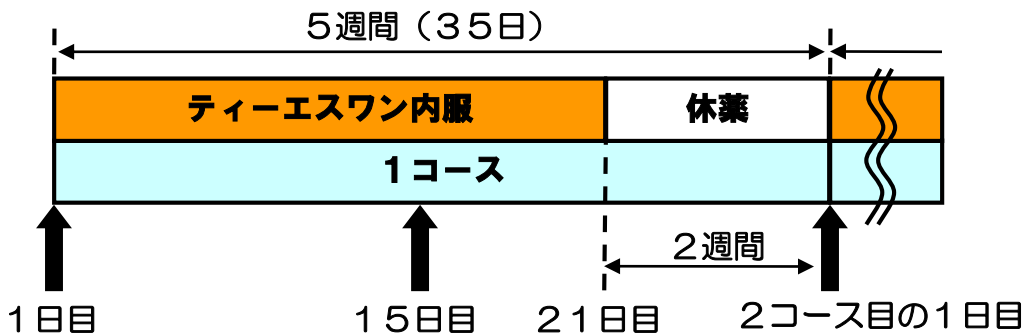 5週間（35日）
ティーエスワン内服
休薬
1コース
2週間
1日目
15日目
21日目
2コース目の1日目